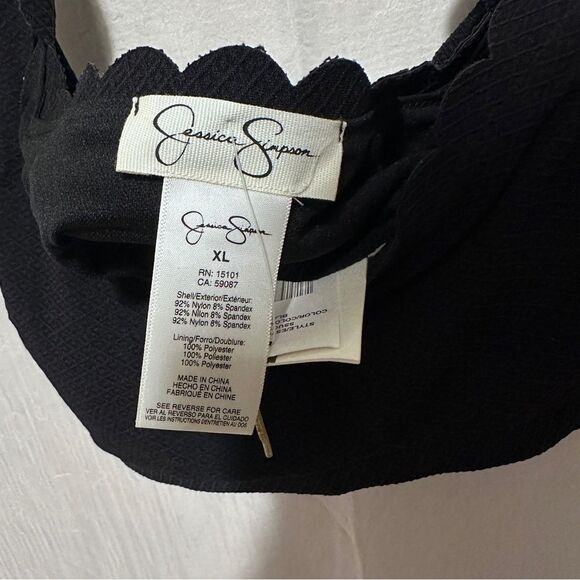 Jessica Simpson
Jessica Simpson
XL
RN: 15101
CA: 59087
Shell/Exterior/Extérieur:
92% Nylon 8% Spandex
92% Nilon 8% Spandex
92% Nylon 8% Spandex
Lining/Forro/Doublure:
100% Polyester
100% Poliester
100% Polyester
MADE IN CHINA
HECHO EN CHINA
FABRIQUÉ EN CHINE
SEE REVERSE FOR CARE
VER AL REVERSO PARA EL CUIDADO
VOIR LES INSTRUCTIONS D'ENTRETIEN AU DOS